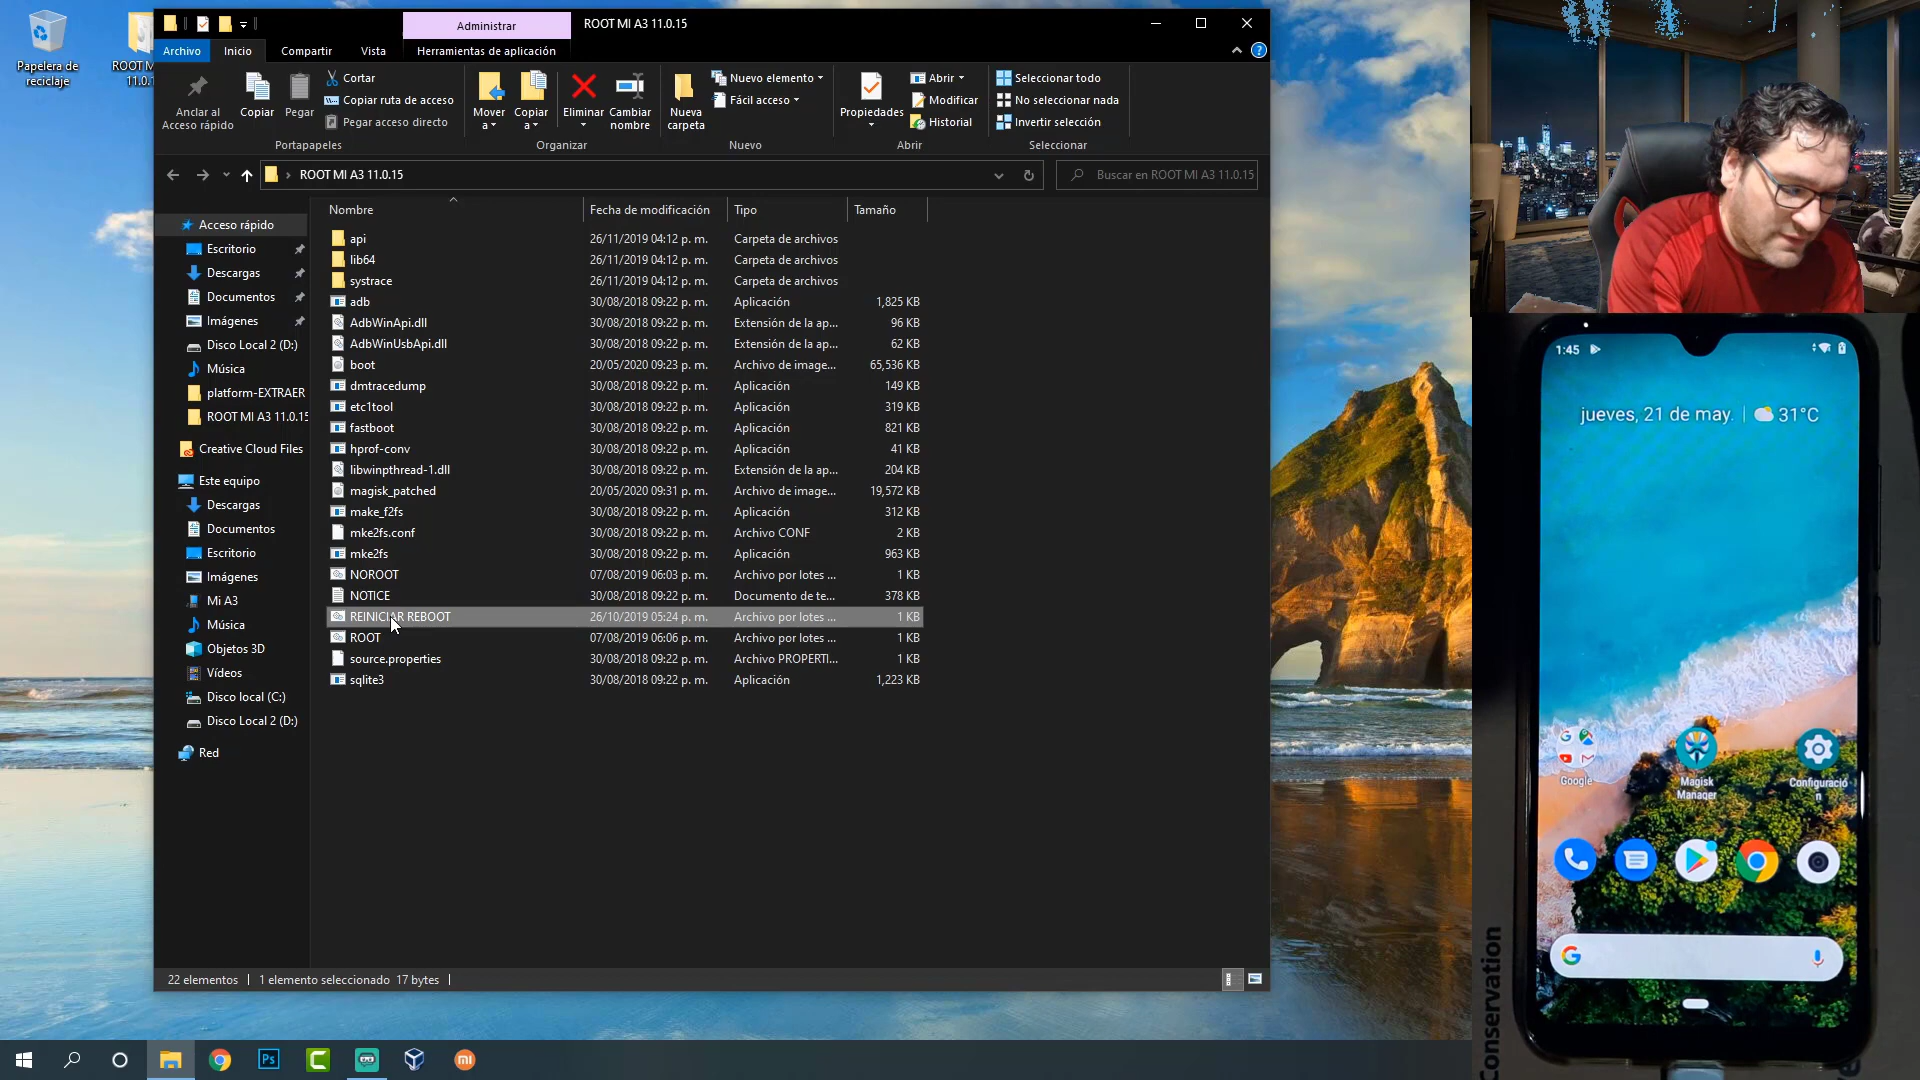 Papelera de
reciclaje
ROOT M
11.0.1
Administrar
ROOT MI A3 11.0.15
Archivo
Inicio
Compartir
Vista
Herramientas de aplicación
Anclar al
Acceso rápido
Copiar
Pegar
Cortar
Copiar ruta de acceso
Pegar acceso directo
Portapapeles
Mover
a
Copiar
a
Eliminar
Cambiar
nombre
Organizar
Nueva
carpeta
Nuevo elemento
Fácil acceso
Nuevo
Propiedades
Abrir
Modificar
Historial
Abrir
Seleccionar todo
No seleccionar nada
Invertir selección
Seleccionar
ROOT MI A3 11.0.15
Buscar en ROOT MI A3 11.0.15
Acceso rápido
Escritorio
Descargas
Documentos
Imágenes
Disco Local 2 (D:)
Música
platform-EXTRAER
ROOT MI A3 11.0.15
Creative Cloud Files
Este equipo
Descargas
Documentos
Escritorio
Imágenes
Mi A3
Música
Objetos 3D
Vídeos
Disco local (C:)
Disco Local 2 (D:)
Red
Nombre Fecha de modificación Tipo Tamaño
api 26/11/2019 04:12 p. m. Carpeta de archivos
lib64 26/11/2019 04:12 p. m. Carpeta de archivos
systrace 26/11/2019 04:12 p. m. Carpeta de archivos
adb 30/08/2018 09:22 p. m. Aplicación 1,825 KB
AdbWinApi.dll 30/08/2018 09:22 p. m. Extensión de la ap... 96 KB
AdbWinUsbApi.dll 30/08/2018 09:22 p. m. Extensión de la ap... 62 KB
boot 20/05/2020 09:23 p. m. Archivo de image... 65,536 KB
dmtracedump 30/08/2018 09:22 p. m. Aplicación 149 KB
etc1tool 30/08/2018 09:22 p. m. Aplicación 319 KB
fastboot 30/08/2018 09:22 p. m. Aplicación 821 KB
hprof-conv 30/08/2018 09:22 p. m. Aplicación 41 KB
libwinpthread-1.dll 30/08/2018 09:22 p. m. Extensión de la ap... 204 KB
magisk_patched 20/05/2020 09:31 p. m. Archivo de image... 19,572 KB
make_f2fs 30/08/2018 09:22 p. m. Aplicación 312 KB
mke2fs.conf 30/08/2018 09:22 p. m. Archivo CONF 2 KB
mke2fs 30/08/2018 09:22 p. m. Aplicación 963 KB
NOROOT 07/08/2019 06:03 p. m. Archivo por lotes ... 1 KB
NOTICE 30/08/2018 09:22 p. m. Documento de te... 378 KB
REINICIAR REBOOT 26/10/2019 05:24 p. m. Archivo por lotes ... 1 KB
ROOT 07/08/2019 06:06 p. m. Archivo por lotes ... 1 KB
source.properties 30/08/2018 09:22 p. m. Archivo PROPERTI... 1 KB
sqlite3 30/08/2018 09:22 p. m. Aplicación 1,223 KB
22 elementos
1 elemento seleccionado 17 bytes
Ps
1:45
jueves, 21 de may. 31°C
Google
Magisk
Manager
Configuració
n
Conservation